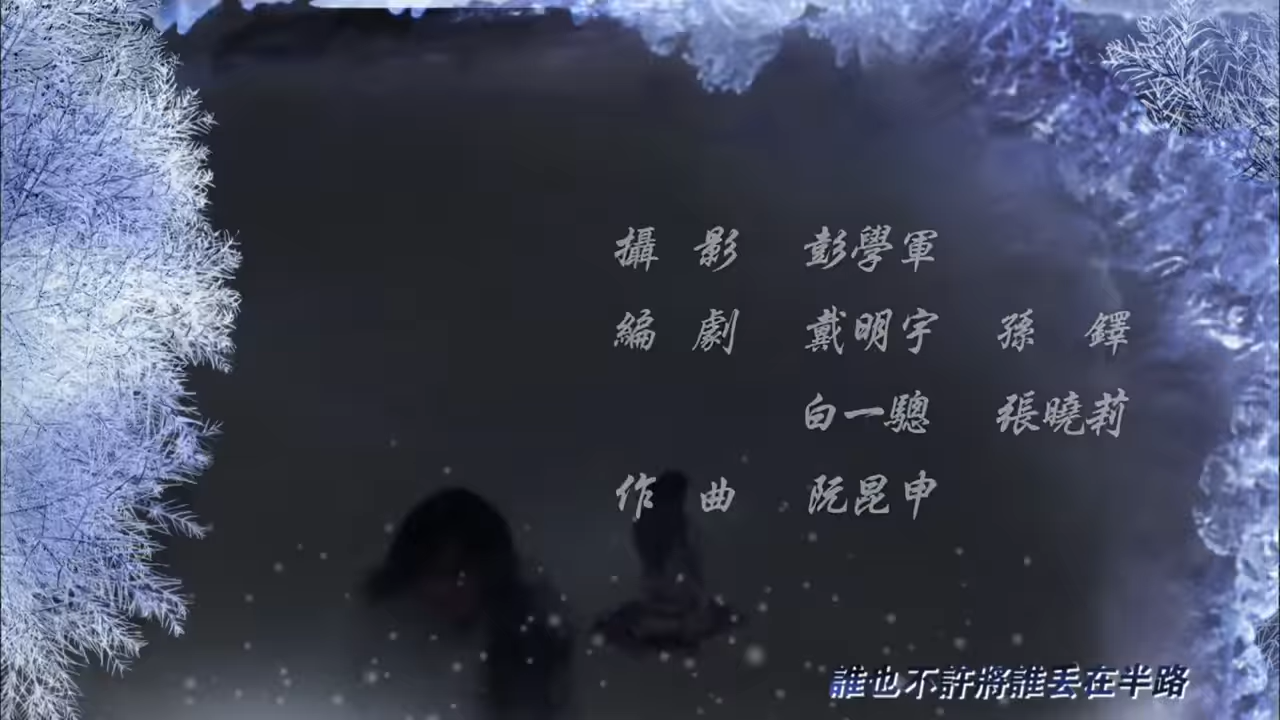 攝 影 彭學軍
編 劇 戴明宇 孫 鐸
白一驄 張曉莉
作 曲 阮昆申
誰也不許將誰丟在半路